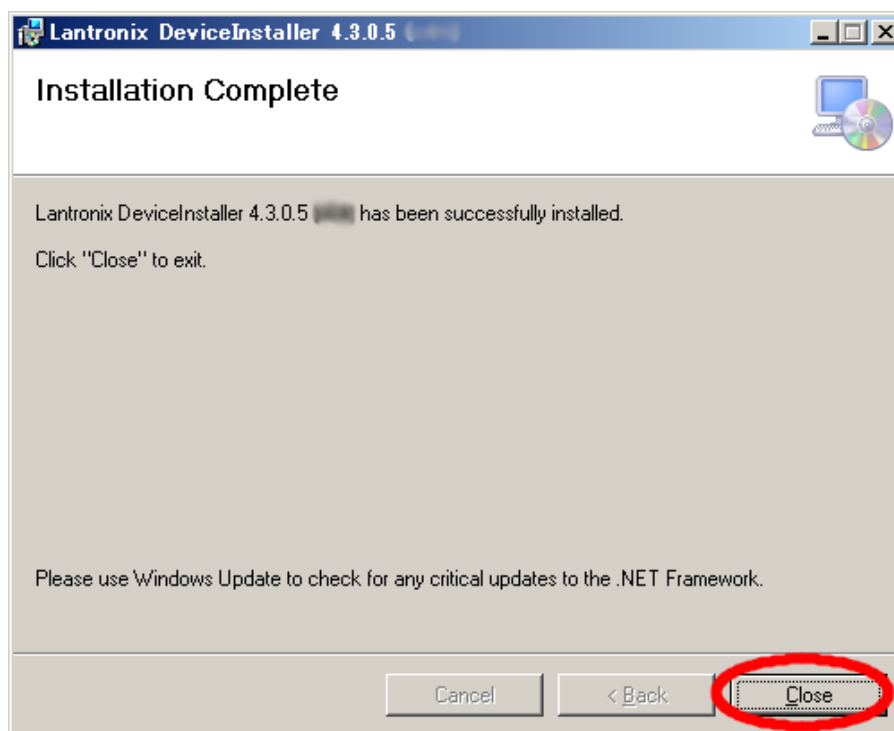 Lantronix DeviceInstaller 4.3.0.5
Installation Complete
Lantronix DeviceInstaller 4.3.0.5 has been successfully installed.
Click "Close" to exit.
Please use Windows Update to check for any critical updates to the .NET Framework.
Cancel < Back Close